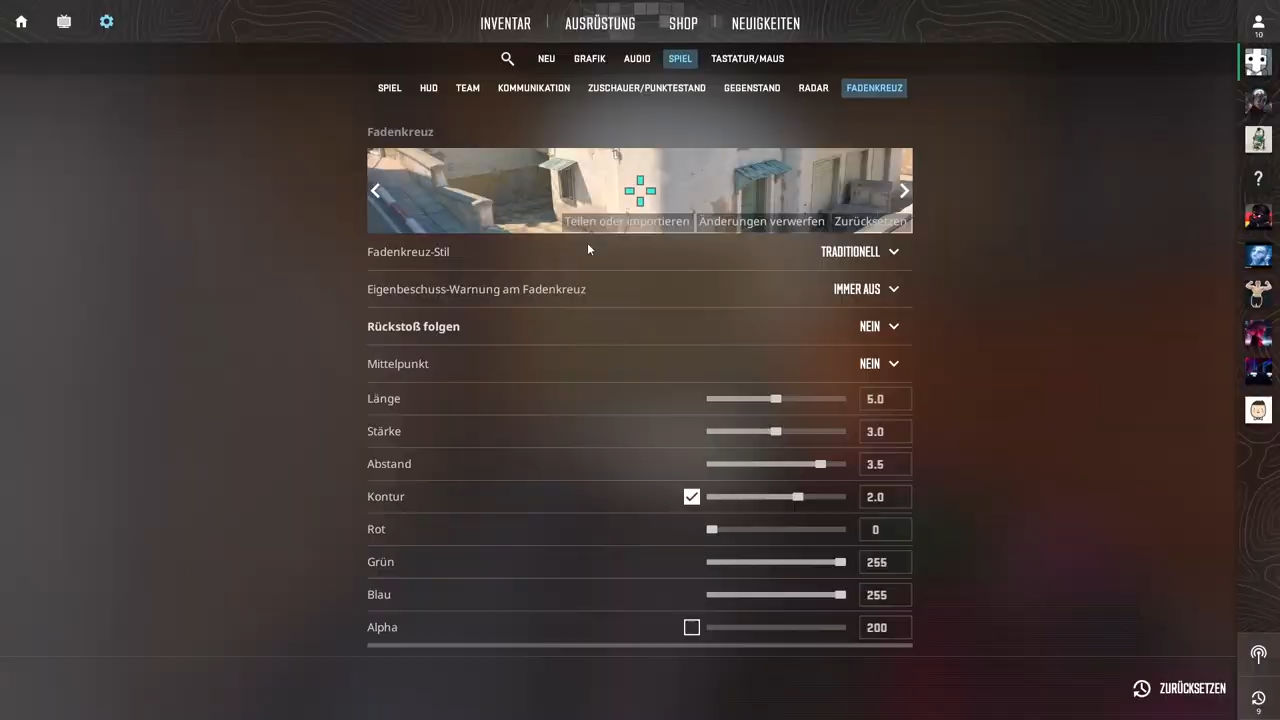 INVENTAR AUSRÜSTUNG SHOP NEUIGKEITEN
10
NEU GRAFIK AUDIO SPIEL TASTATUR/MAUS
SPIEL HUD TEAM KOMMUNIKATION ZUSCHAUER/PUNKTESTAND GEGENSTAND RADAR FADENKREUZ
Fadenkreuz
Teilen oder importieren Änderungen verwerfen Zurücksetzen
Fadenkreuz-Stil TRADITIONELL
Eigenbeschuss-Warnung am Fadenkreuz IMMER AUS
Rückstoß folgen NEIN
Mittelpunkt NEIN
Länge 5.0
Stärke 3.0
Abstand 3.5
Kontur 2.0
Rot 0
Grün 255
Blau 255
Alpha 200
ZURÜCKSETZEN
9